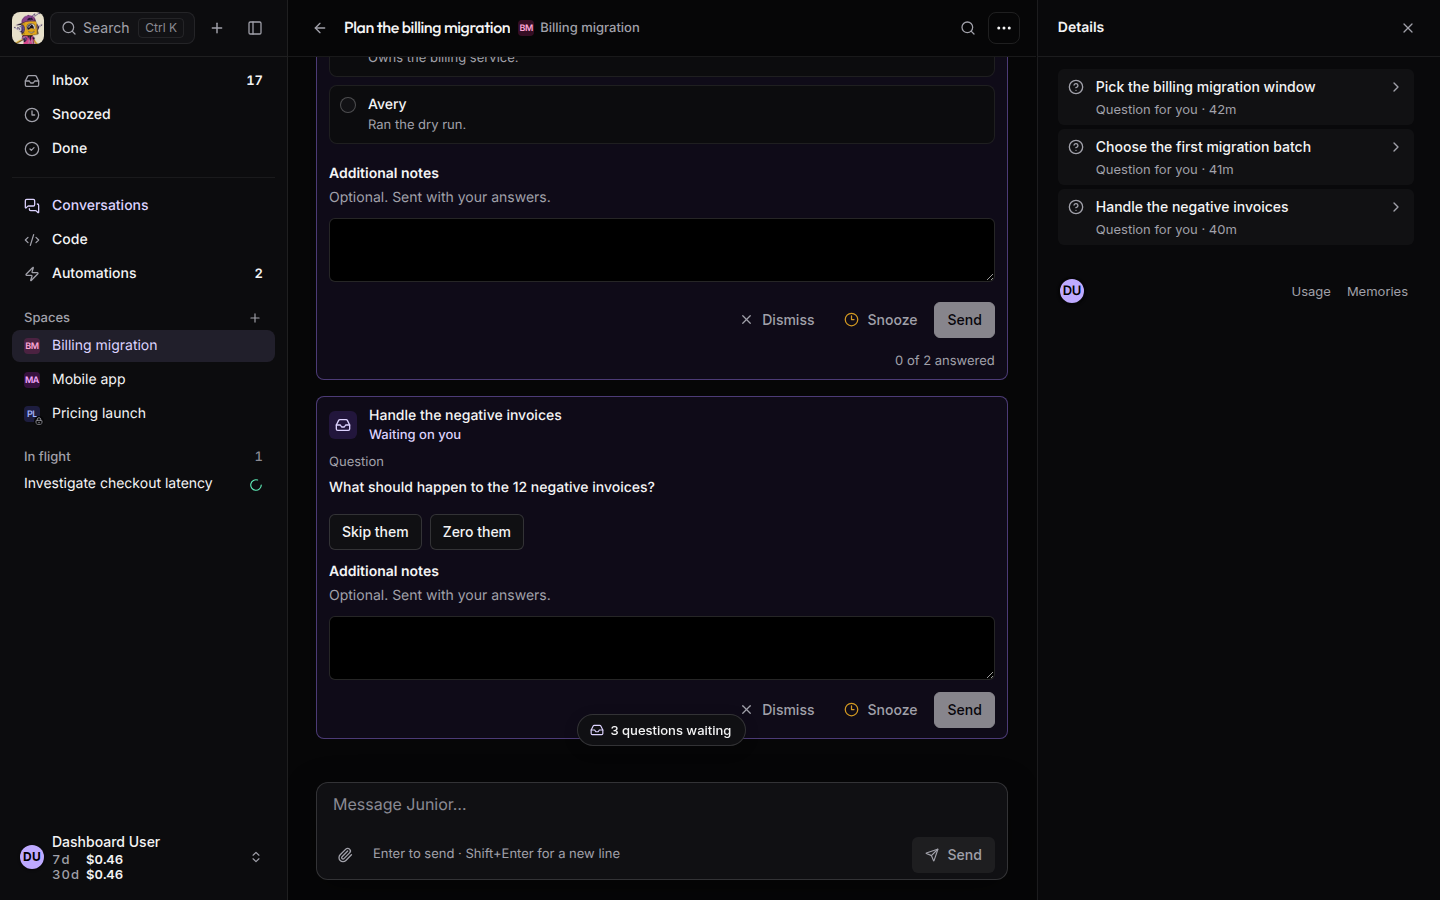 Search
Ctrl K
Inbox
17
Snoozed
Done
Conversations
Code
Automations
2
Spaces
BM
Billing migration
MA
Mobile app
PL
Pricing launch
In flight
1
Investigate checkout latency
DU
Dashboard User
7d $0.46
30d $0.46
Plan the billing migration
BM
Billing migration
Owns the billing service.
Avery
Ran the dry run.
Additional notes
Optional. Sent with your answers.
Dismiss
Snooze
Send
0 of 2 answered
Handle the negative invoices
Waiting on you
Question
What should happen to the 12 negative invoices?
Skip them
Zero them
Additional notes
Optional. Sent with your answers.
Dismiss
Snooze
Send
3 questions waiting
Message Junior...
Enter to send · Shift+Enter for a new line
Send
Details
Pick the billing migration window
Question for you · 42m
Choose the first migration batch
Question for you · 41m
Handle the negative invoices
Question for you · 40m
DU
Usage
Memories